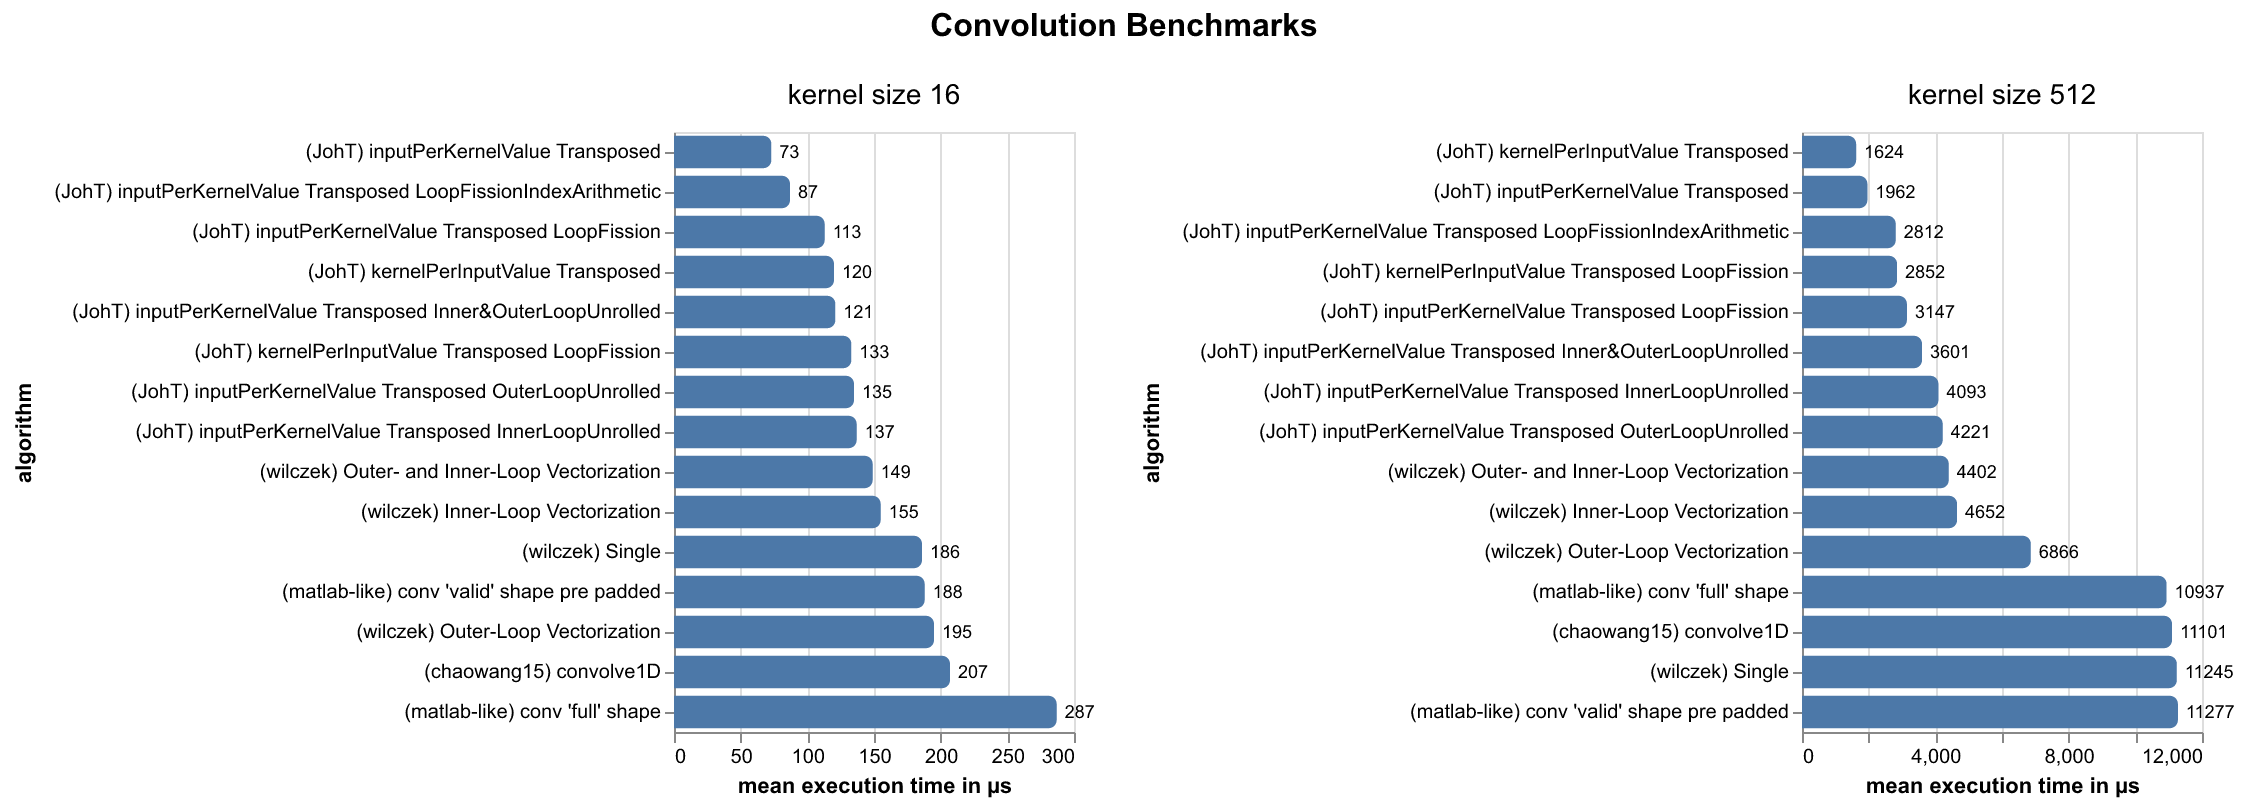 Convolution Benchmarks
kernel size 16
algorithm
(JohT) inputPerKernelValue Transposed 73
(JohT) inputPerKernelValue Transposed LoopFissionIndexArithmetic 87
(JohT) inputPerKernelValue Transposed LoopFission 113
(JohT) kernelPerInputValue Transposed 120
(JohT) inputPerKernelValue Transposed Inner&OuterLoopUnrolled 121
(JohT) kernelPerInputValue Transposed LoopFission 133
(JohT) inputPerKernelValue Transposed OuterLoopUnrolled 135
(JohT) inputPerKernelValue Transposed InnerLoopUnrolled 137
(wilczek) Outer- and Inner-Loop Vectorization 149
(wilczek) Inner-Loop Vectorization 155
(wilczek) Single 186
(matlab-like) conv 'valid' shape pre padded 188
(wilczek) Outer-Loop Vectorization 195
(chaowang15) convolve1D 207
(matlab-like) conv 'full' shape 287
0 50 100 150 200 250 300
mean execution time in µs
kernel size 512
algorithm
(JohT) kernelPerInputValue Transposed 1624
(JohT) inputPerKernelValue Transposed 1962
(JohT) inputPerKernelValue Transposed LoopFissionIndexArithmetic 2812
(JohT) kernelPerInputValue Transposed LoopFission 2852
(JohT) inputPerKernelValue Transposed LoopFission 3147
(JohT) inputPerKernelValue Transposed Inner&OuterLoopUnrolled 3601
(JohT) inputPerKernelValue Transposed InnerLoopUnrolled 4093
(JohT) inputPerKernelValue Transposed OuterLoopUnrolled 4221
(wilczek) Outer- and Inner-Loop Vectorization 4402
(wilczek) Inner-Loop Vectorization 4652
(wilczek) Outer-Loop Vectorization 6866
(matlab-like) conv 'full' shape 10937
(chaowang15) convolve1D 11101
(wilczek) Single 11245
(matlab-like) conv 'valid' shape pre padded 11277
0 4,000 8,000 12,000
mean execution time in µs